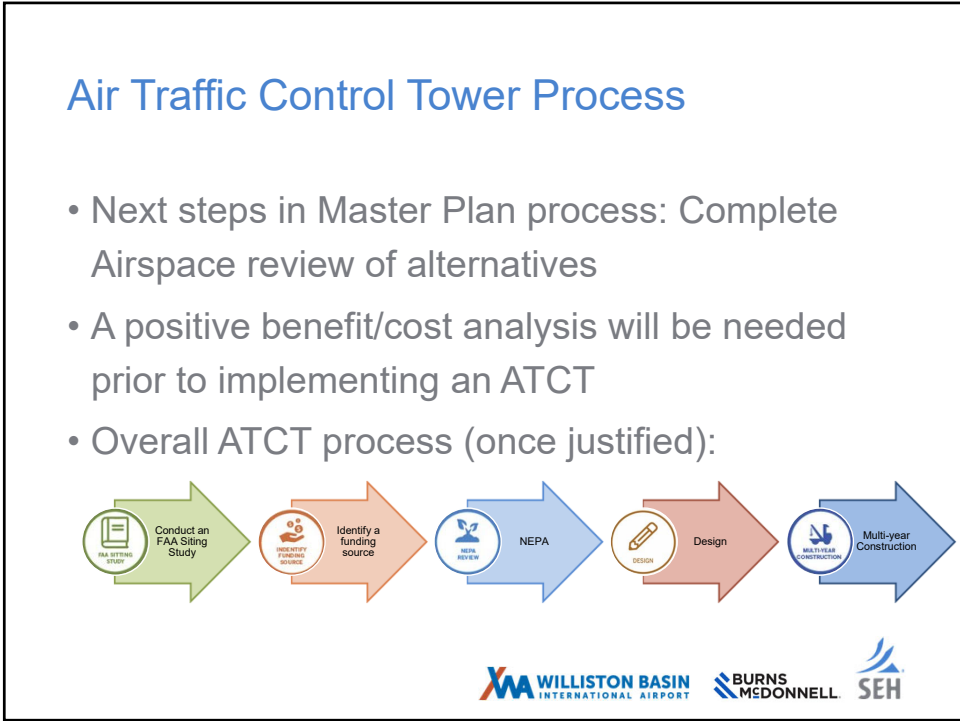 Air Traffic Control Tower Process
• Next steps in Master Plan process: Complete
Airspace review of alternatives
• A positive benefit/cost analysis will be needed
prior to implementing an ATCT
• Overall ATCT process (once justified):
FAA SITTING
STUDY
Conduct an
FAA Siting
Study
INDENTIFY
FUNDING
SOURCE
Identify a
funding
source
NEPA
REVIEW
NEPA
DESIGN
Design
MULTI-YEAR
CONSTRUCTION
Multi-year
Construction
XWA WILLISTON BASIN
INTERNATIONAL AIRPORT
BURNS
MCDONNELL
SEH